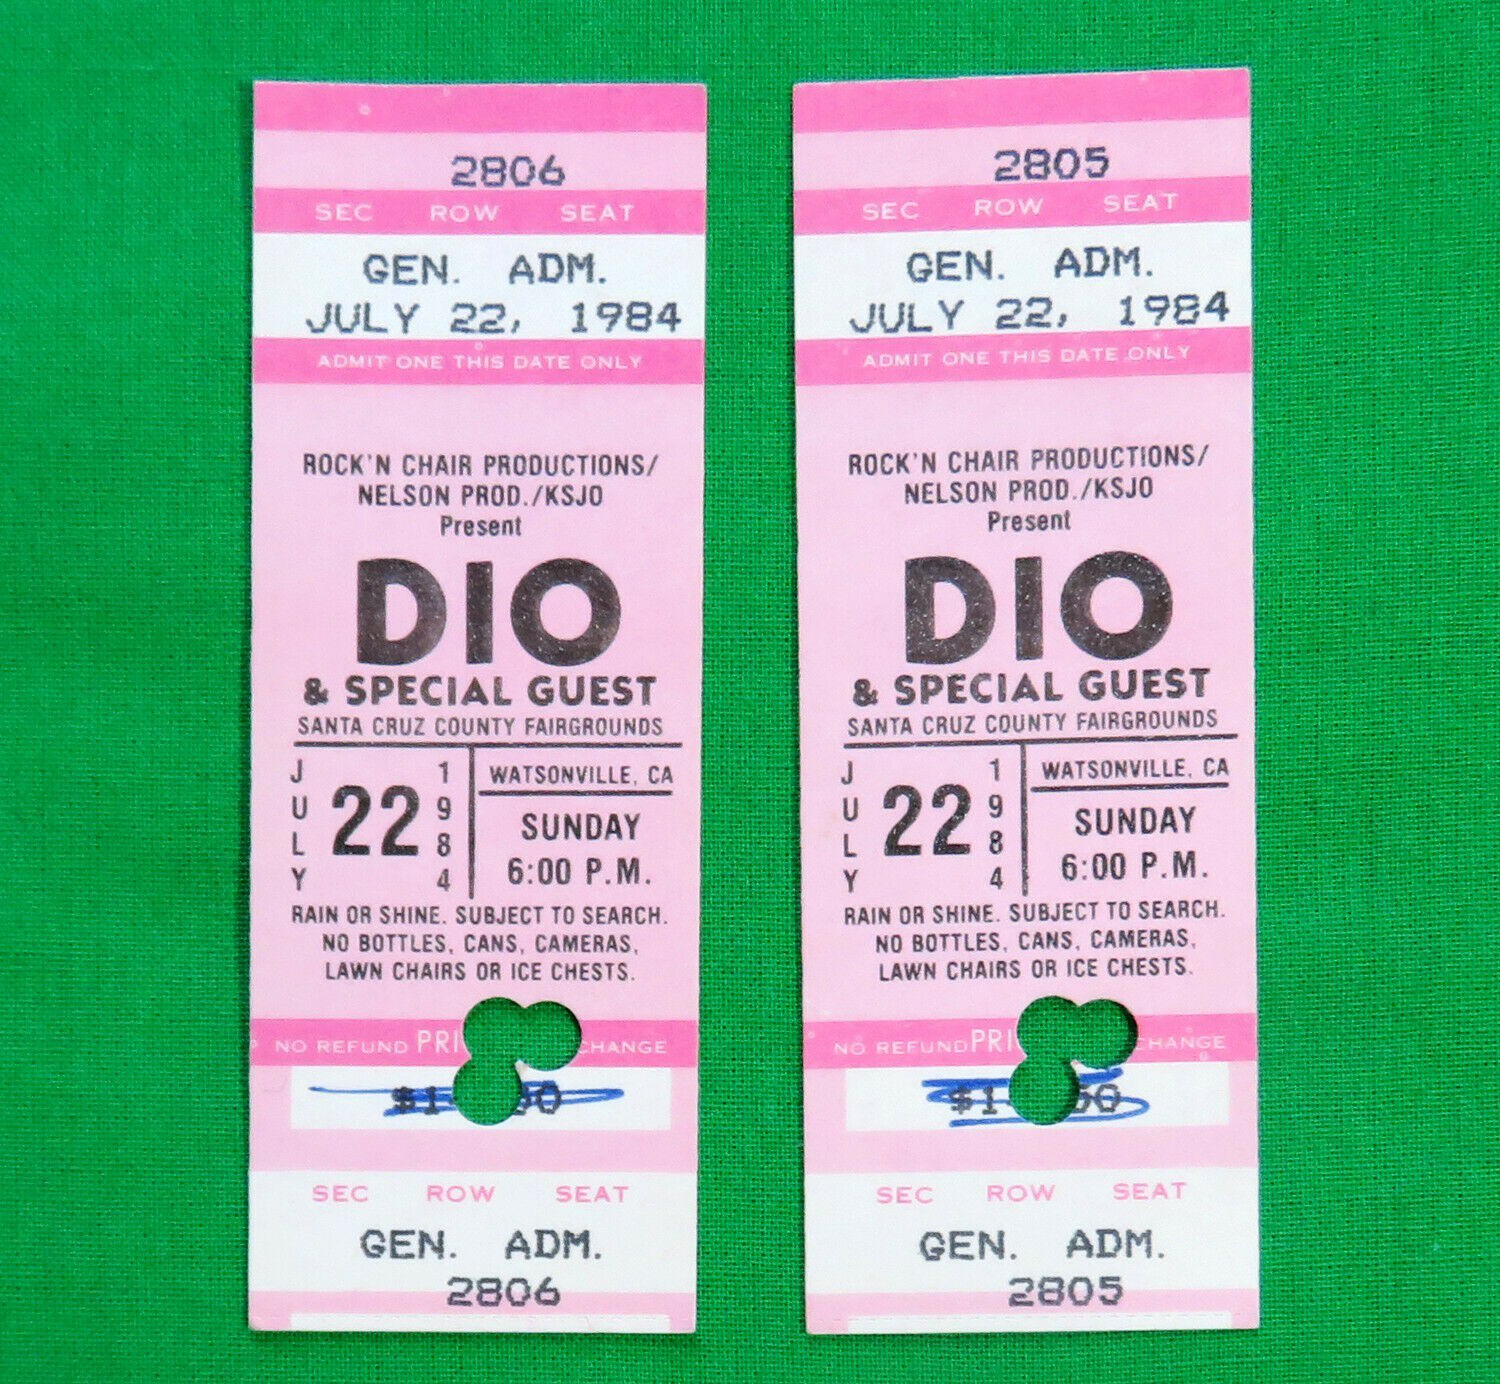 2806
SEC ROW SEAT
GEN. ADM.
JULY 22, 1984
ADMIT ONE THIS DATE ONLY
ROCK'N CHAIR PRODUCTIONS/
NELSON PROD./KSJO
Present
DIO
& SPECIAL GUEST
SANTA CRUZ COUNTY FAIRGROUNDS
JULY 22 1984
WATSONVILLE, CA
SUNDAY
6:00 P.M.
RAIN OR SHINE. SUBJECT TO SEARCH.
NO BOTTLES, CANS, CAMERAS,
LAWN CHAIRS OR ICE CHESTS.
NO REFUND
SEC ROW SEAT
GEN. ADM.
2806
2805
SEC ROW SEAT
GEN. ADM.
JULY 22, 1984
ADMIT ONE THIS DATE ONLY
ROCK'N CHAIR PRODUCTIONS/
NELSON PROD./KSJO
Present
DIO
& SPECIAL GUEST
SANTA CRUZ COUNTY FAIRGROUNDS
JULY 22 1984
WATSONVILLE, CA
SUNDAY
6:00 P.M.
RAIN OR SHINE. SUBJECT TO SEARCH.
NO BOTTLES, CANS, CAMERAS,
LAWN CHAIRS OR ICE CHESTS.
NO REFUND
SEC ROW SEAT
GEN. ADM.
2805